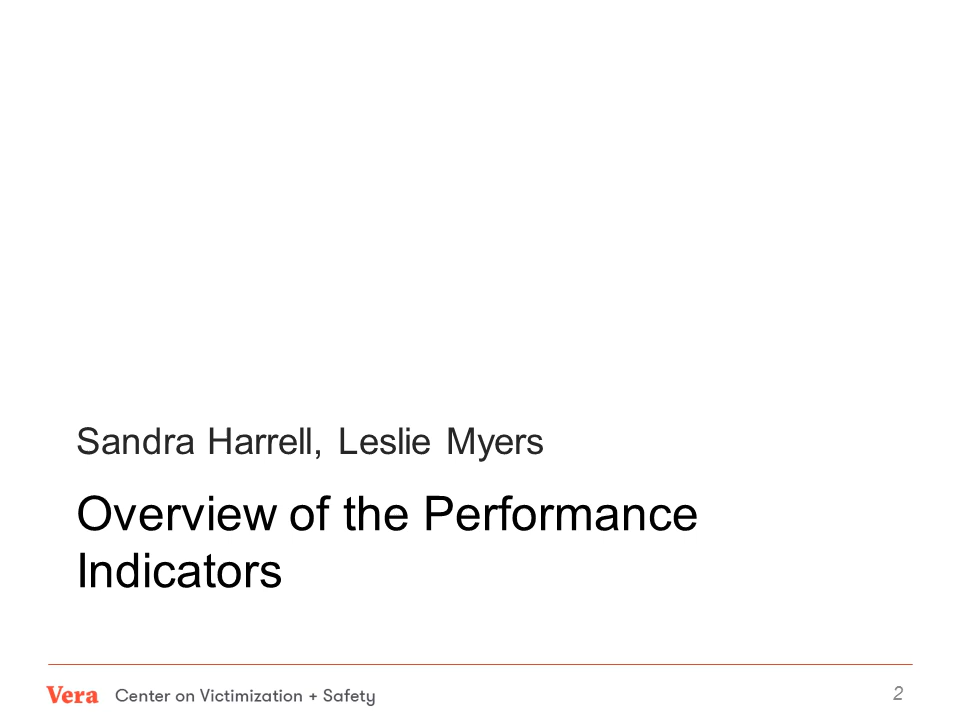 Sandra Harrell, Leslie Myers
Overview of the Performance
Indicators
Vera Center on Victimization + Safety
2